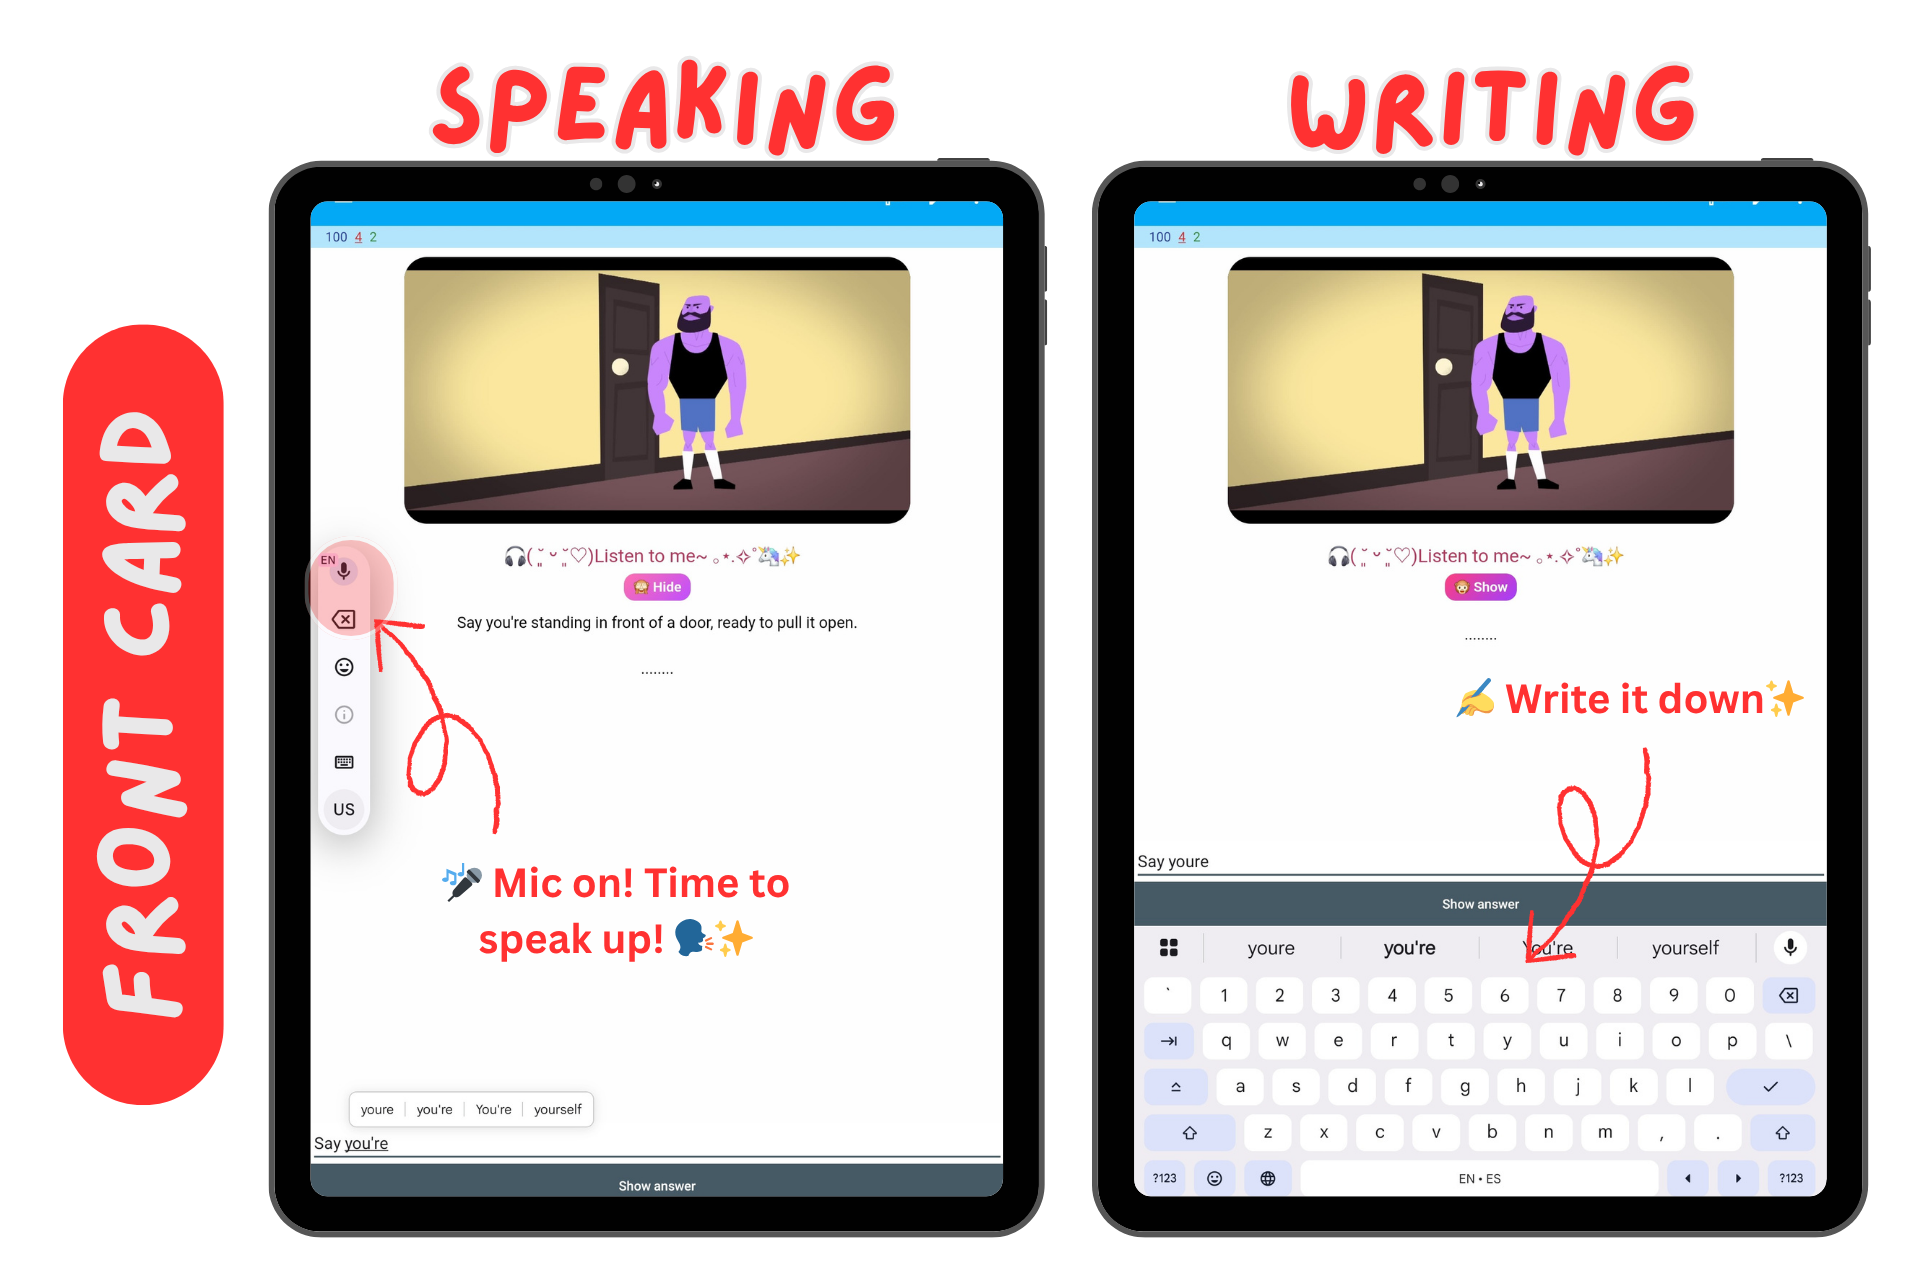 SPEAKING
WRITING
FRONT CARD
100 4 2
🎧( ˘͈ ᵕ ˘͈♡)Listen to me~ ｡⋆.✧˚🦄✨
🙈 Hide
Say you're standing in front of a door, ready to pull it open.
........
EN
US
🎤 Mic on! Time to
speak up! 🗣️✨
youre you're You're yourself
Say you're
Show answer
100 4 2
🎧( ˘͈ ᵕ ˘͈♡)Listen to me~ ｡⋆.✧˚🦄✨
🐵 Show
........
✍️ Write it down✨
Say youre
Show answer
youre you're You're yourself
` 1 2 3 4 5 6 7 8 9 0
q w e r t y u i o p \
a s d f g h j k l
z x c v b n m , .
?123 EN • ES ?123